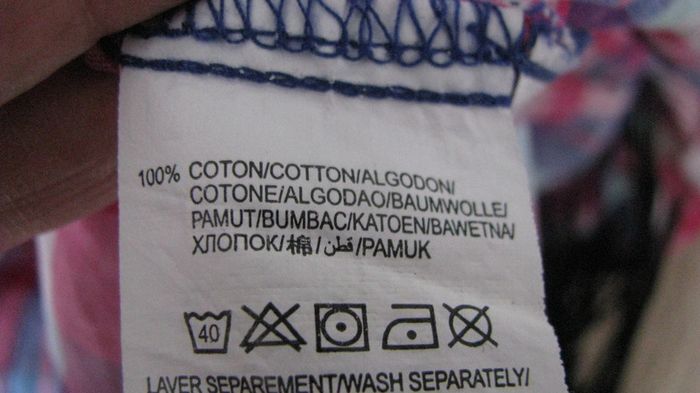 100% COTON/COTTON/ALGODON/
COTONE/ALGODAO/BAUMWOLLE/
PAMUT/BUMBAC/KATOEN/BAWETNA/
ХЛОПОК/棉/قطن/PAMUK
40
LAVER SEPAREMENT/WASH SEPARATELY/